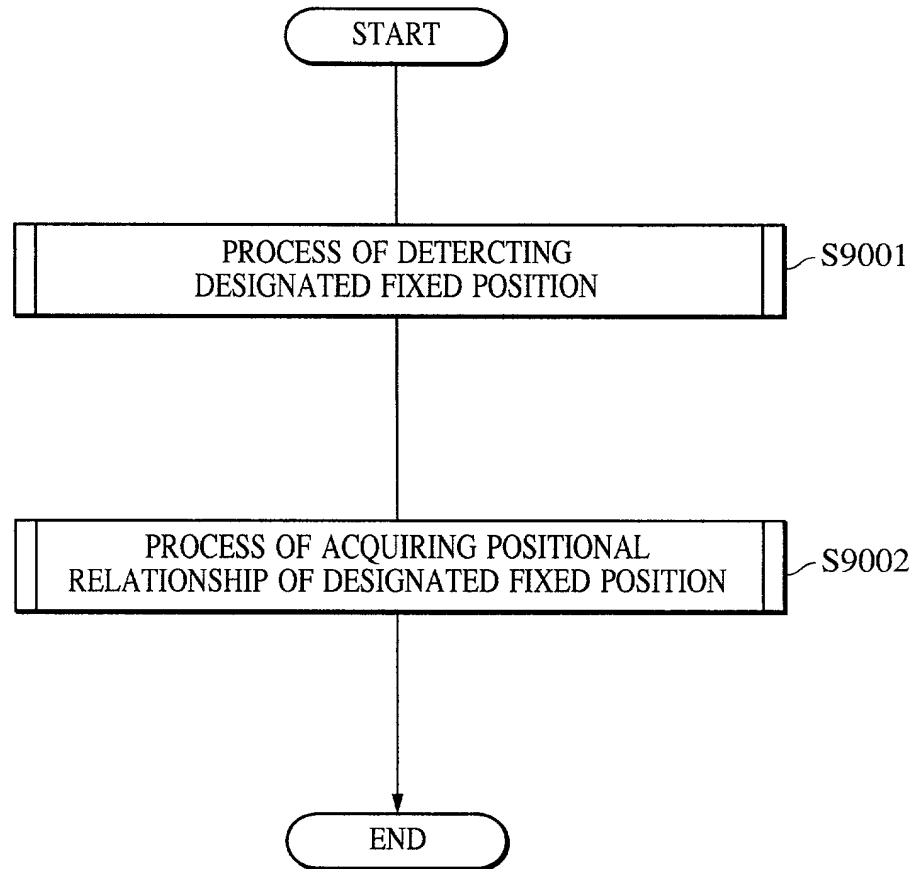 START
PROCESS OF DETERCTING
DESIGNATED FIXED POSITION
S9001
PROCESS OF ACQUIRING POSITIONAL
RELATIONSHIP OF DESIGNATED FIXED POSITION
S9002
END